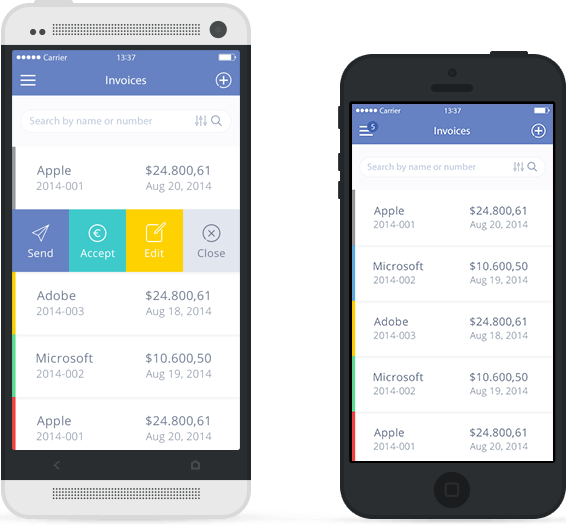 Carrier 13:37
Invoices
Search by name or number
Apple $24.800,61
2014-001 Aug 20, 2014
Send Accept Edit Close
Adobe $24.800,61
2014-003 Aug 18, 2014
Microsoft $10.600,50
2014-002 Aug 19, 2014
Apple $24.800,61
2014-001 Aug 20, 2014
Carrier 13:37
5 Invoices
Search by name or number
Apple $24.800,61
2014-001 Aug 20, 2014
Microsoft $10.600,50
2014-002 Aug 19, 2014
Adobe $24.800,61
2014-003 Aug 18, 2014
Microsoft $10.600,50
2014-002 Aug 19, 2014
Apple $24.800,61
2014-001 Aug 20, 2014